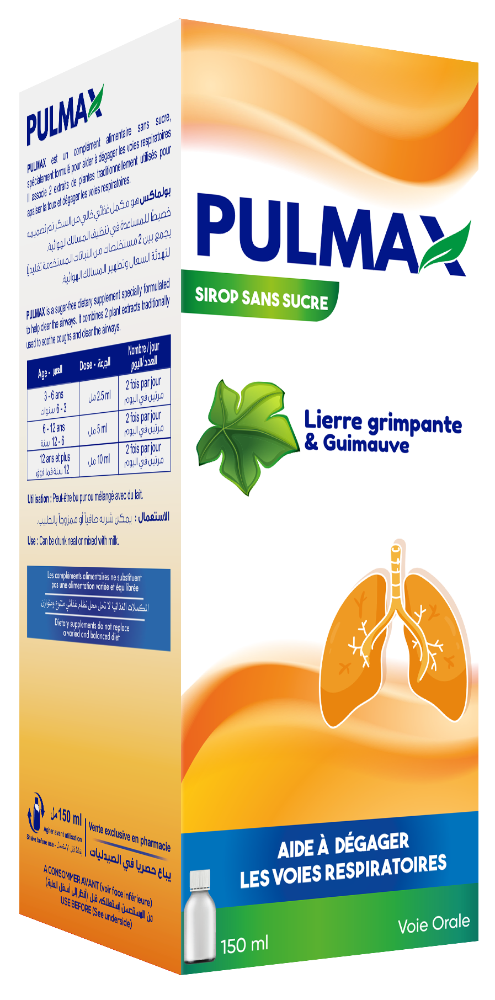 PULMAX
PULMAX est un complément alimentaire sans sucre,
spécialement formulé pour aider à dégager les voies respiratoires
Il associe 2 extraits de plantes traditionnellement utilisés pour
apaiser la toux et dégager les voies respiratoires.
بولماكس هو مكمل غذائي خالي من السكر تم تصميمه
خصيصًا للمساعدة في تنظيف المسالك الهوائية.
يجمع بين 2 مستخلصات من النباتات المستخدمة تقليديًا
لتهدئة السعال وتطهير المسالك الهوائية.
PULMAX is a sugar-free dietary supplement specially formulated
to help clear the airways. It combines 2 plant extracts traditionally
used to soothe coughs and clear the airways.
Age - العمر Dose - الجرعة Nombre / jour
العدد/اليوم
3 - 6 ans 2.5 ml مل 2 fois par jour
3 - 6 سنوات مرتين في اليوم
6 - 12 ans 5 ml مل 2 fois par jour
6 - 12 سنة مرتين في اليوم
12 ans et plus 10 ml مل 2 fois par jour
12 سنة فما فوق مرتين في اليوم
Utilisation : Peut-être bu pur ou mélangé avec du lait.
الاستعمال : يمكن شربه صافياً أو ممزوجاً بالحليب.
Use : Can be drunk neat or mixed with milk.
Les compléments alimentaires ne substituent
pas une alimentation variée et équilibrée
المكملات الغذائية لا تحل محل نظام غذائي متنوع ومتوازن
Dietary supplements do not replace
a varied and balanced diet
150 ml مل
Agiter avant utilisation
Shake before use - إخلط قبل الإستعمال
Vente exclusive en pharmacie
يباع حصريا في الصيدليات
A CONSOMMER AVANT (voir face inférieure)
من المستحسن استهلاكه قبل (أنظر إلى أسفل العلبة)
USE BEFORE (See underside)
PULMAX
SIROP SANS SUCRE
Lierre grimpante
& Guimauve
AIDE À DÉGAGER
LES VOIES RESPIRATOIRES
150 ml
Voie Orale